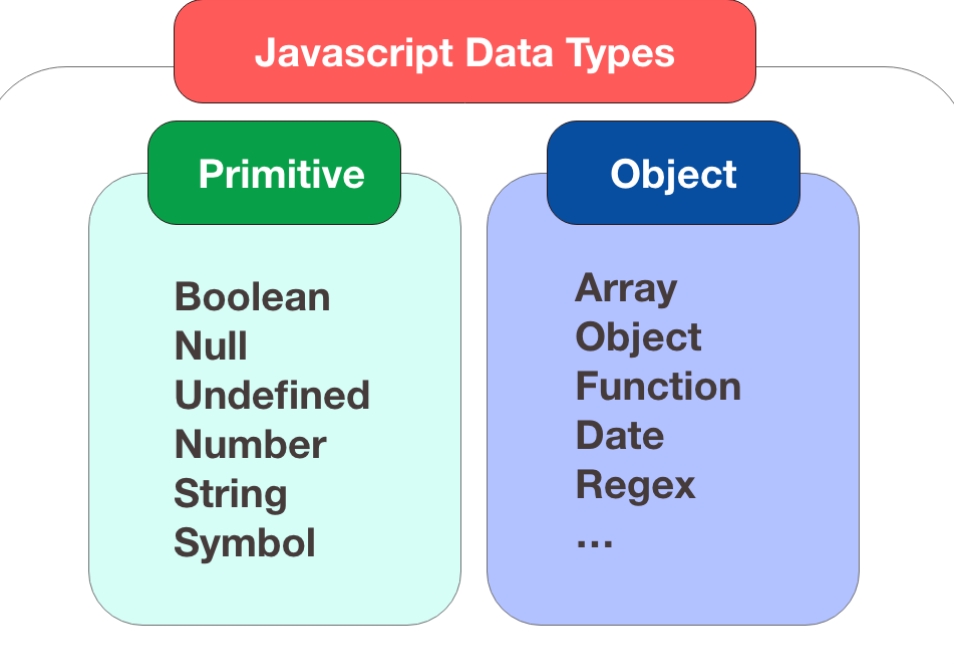 Javascript Data Types
Primitive
Boolean
Null
Undefined
Number
String
Symbol
Object
Array
Object
Function
Date
Regex
...